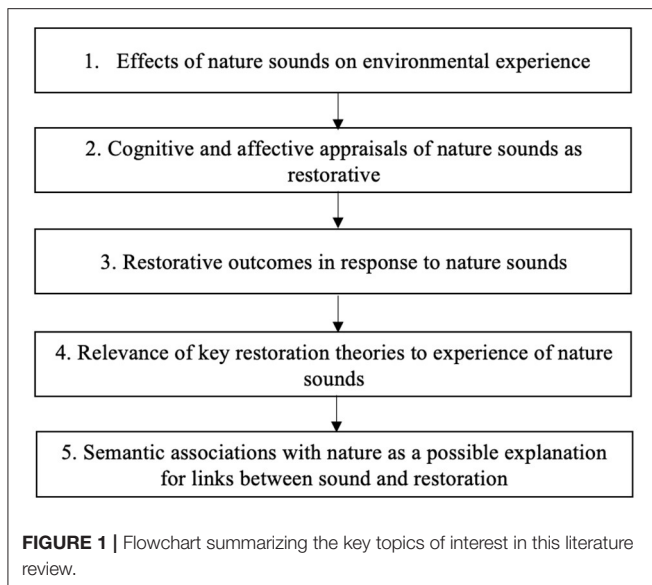 1. Effects of nature sounds on environmental experience
2. Cognitive and affective appraisals of nature sounds as
restorative
3. Restorative outcomes in response to nature sounds
4. Relevance of key restoration theories to experience of nature
sounds
5. Semantic associations with nature as a possible explanation
for links between sound and restoration
FIGURE 1 | Flowchart summarizing the key topics of interest in this literature
review.